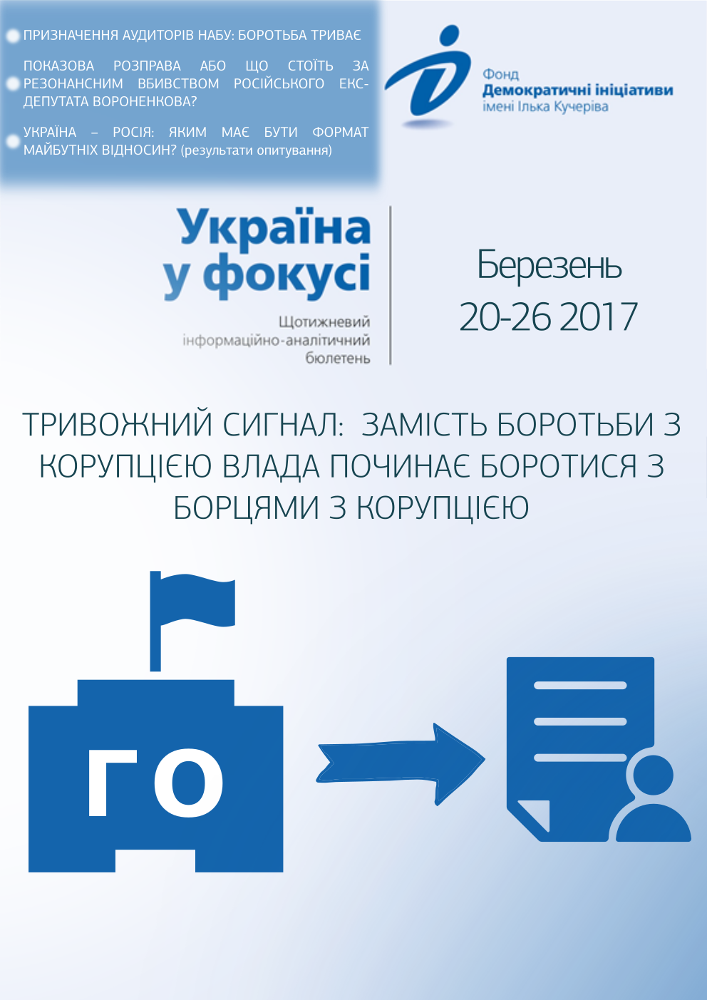 ПРИЗНАЧЕННЯ АУДИТОРІВ НАБУ: БОРОТЬБА ТРИВАЄ
ПОКАЗОВА РОЗПРАВА АБО ЩО СТОЇТЬ ЗА
РЕЗОНАНСНИМ ВБИВСТВОМ РОСІЙСЬКОГО ЕКС-
ДЕПУТАТА ВОРОНЕНКОВА?
УКРАЇНА – РОСІЯ: ЯКИМ МАЄ БУТИ ФОРМАТ
МАЙБУТНІХ ВІДНОСИН? (результати опитування)
Фонд
Демократичні ініціативи
імені Ілька Кучеріва
Україна
у фокусі
Щотижневий
інформаційно-аналітичний
бюлетень
Березень
20-26 2017
ТРИВОЖНИЙ СИГНАЛ: ЗАМІСТЬ БОРОТЬБИ З
КОРУПЦІЄЮ ВЛАДА ПОЧИНАЄ БОРОТИСЯ З
БОРЦЯМИ З КОРУПЦІЄЮ
ГО